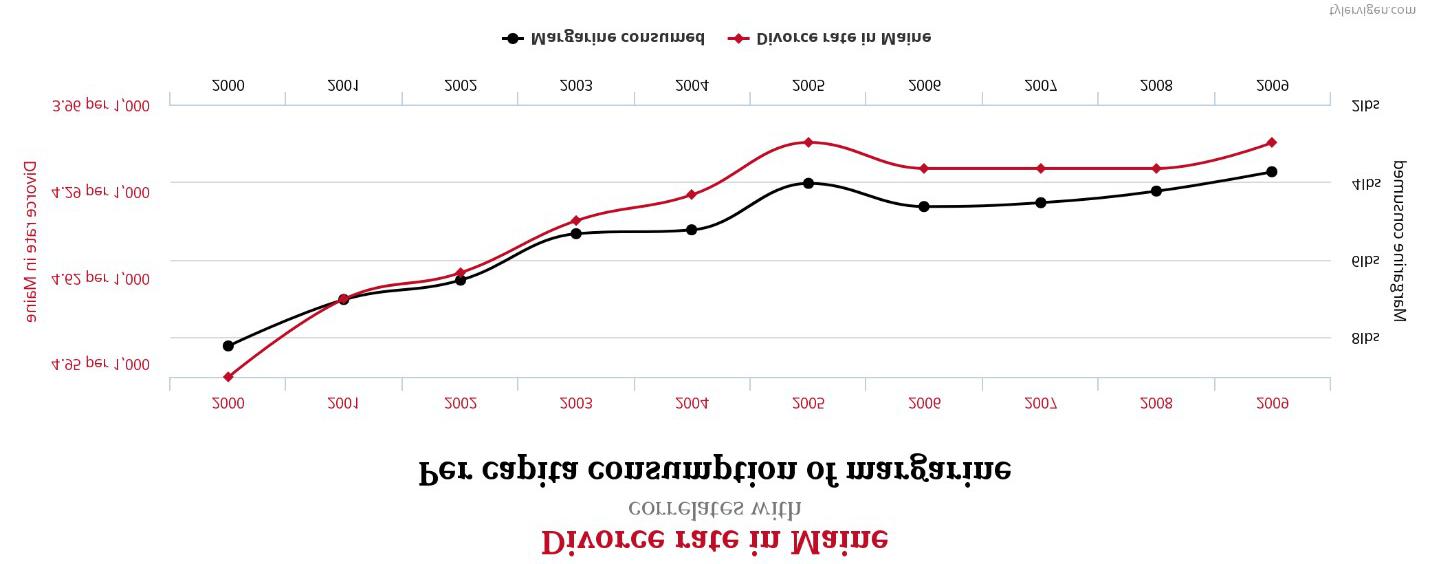 Divorce rate in Maine
correlates with
Per capita consumption of margarine
2000 2001 2002 2003 2004 2005 2006 2007 2008 2009
Divorce rate in Maine
4.95 per 1,000
4.62 per 1,000
4.29 per 1,000
3.96 per 1,000
8lbs
6lbs
4lbs
2lbs
Margarine consumed
2000 2001 2002 2003 2004 2005 2006 2007 2008 2009
Margarine consumed Divorce rate in Maine
tylervigen.com